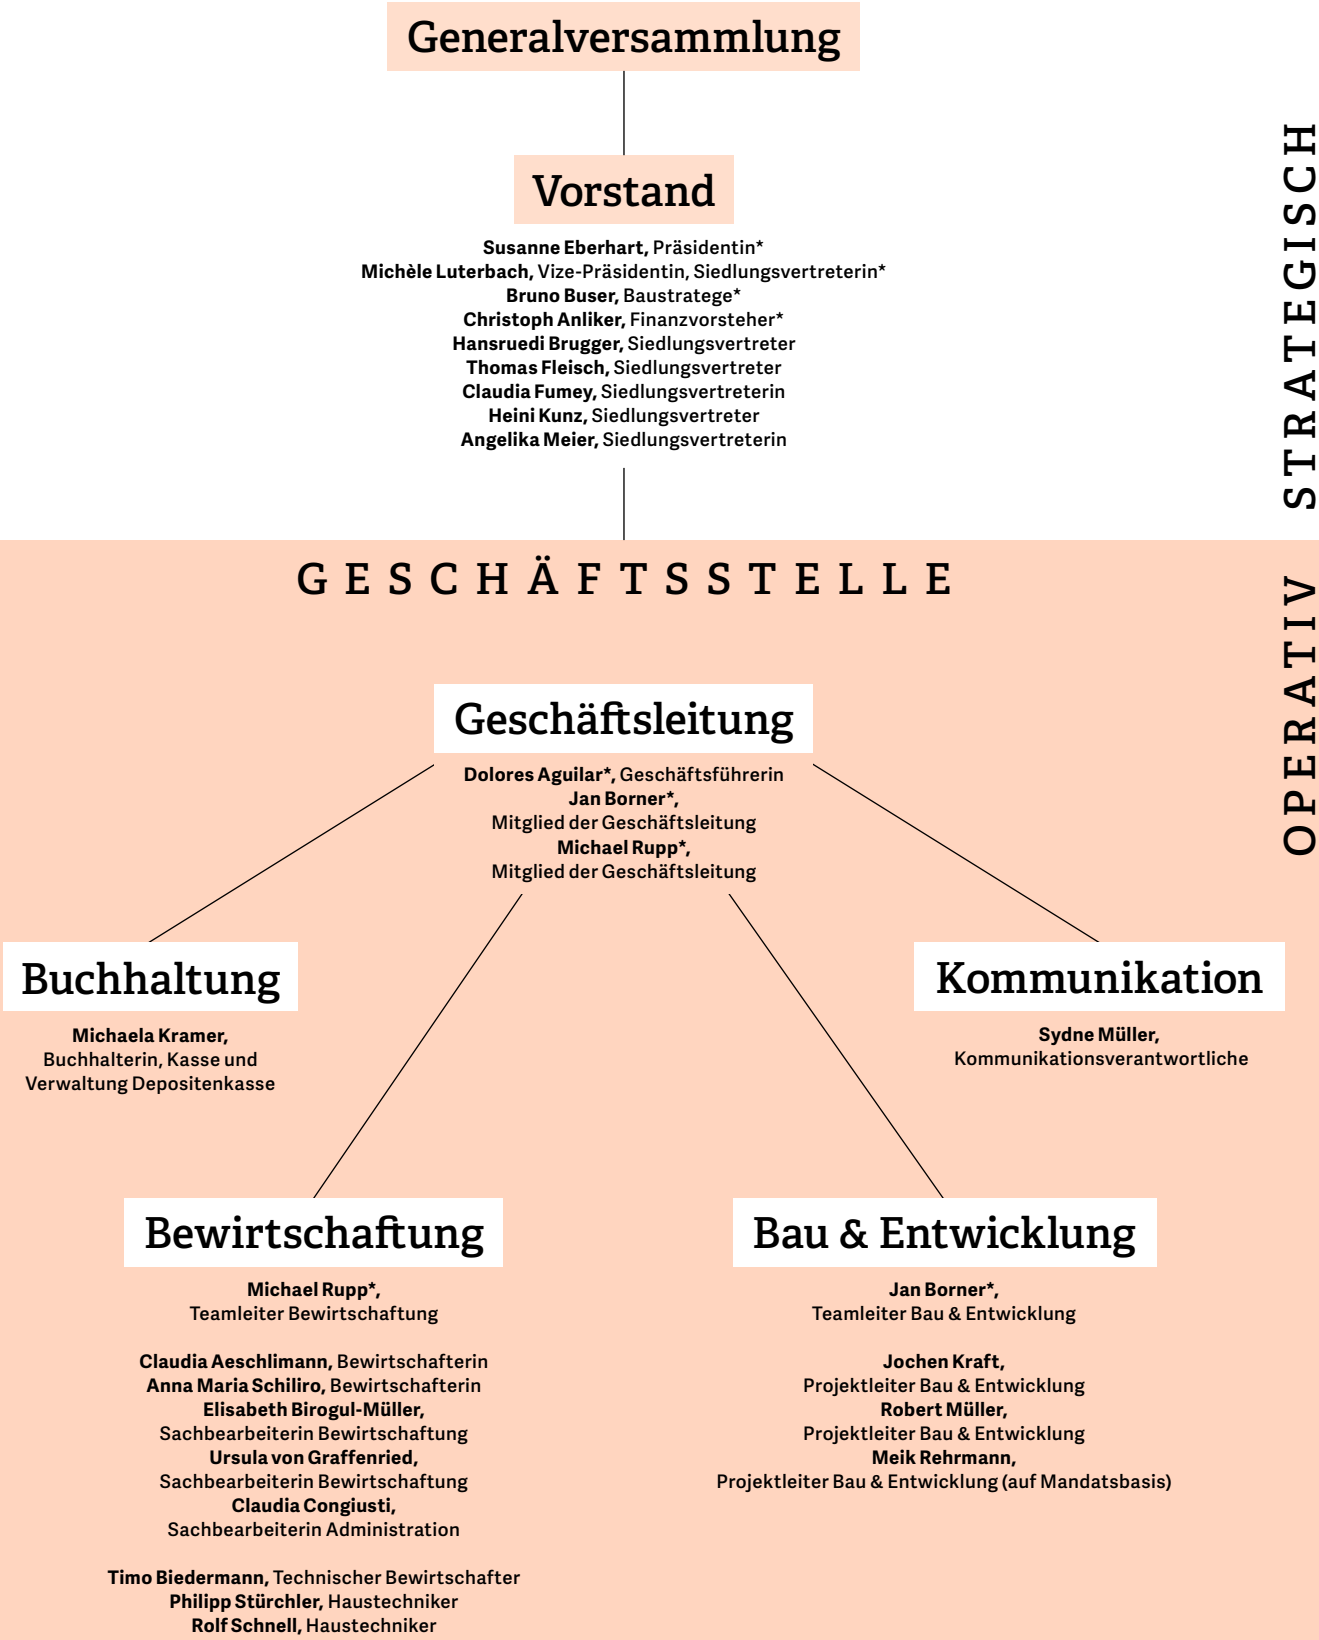 Generalversammlung
Vorstand
Susanne Eberhart, Präsidentin*
Michèle Luterbach, Vize-Präsidentin, Siedlungsvertreterin*
Bruno Buser, Baustratege*
Christoph Anliker, Finanzvorsteher*
Hansruedi Brugger, Siedlungsvertreter
Thomas Fleisch, Siedlungsvertreter
Claudia Fumey, Siedlungsvertreterin
Heini Kunz, Siedlungsvertreter
Angelika Meier, Siedlungsvertreterin
STRATEGISCH
GESCHÄFTSSTELLE
OPERATIV
Geschäftsleitung
Dolores Aguilar*, Geschäftsführerin
Jan Borner*,
Mitglied der Geschäftsleitung
Michael Rupp*,
Mitglied der Geschäftsleitung
Buchhaltung
Michaela Kramer,
Buchhalterin, Kasse und
Verwaltung Depositenkasse
Kommunikation
Sydne Müller,
Kommunikationsverantwortliche
Bewirtschaftung
Michael Rupp*,
Teamleiter Bewirtschaftung
Claudia Aeschlimann, Bewirtschafterin
Anna Maria Schiliro, Bewirtschafterin
Elisabeth Birogul-Müller,
Sachbearbeiterin Bewirtschaftung
Ursula von Graffenried,
Sachbearbeiterin Bewirtschaftung
Claudia Congiusti,
Sachbearbeiterin Administration
Timo Biedermann, Technischer Bewirtschafter
Philipp Stürchler, Haustechniker
Rolf Schnell, Haustechniker
Bau & Entwicklung
Jan Borner*,
Teamleiter Bau & Entwicklung
Jochen Kraft,
Projektleiter Bau & Entwicklung
Robert Müller,
Projektleiter Bau & Entwicklung
Meik Rehrmann,
Projektleiter Bau & Entwicklung (auf Mandatsbasis)